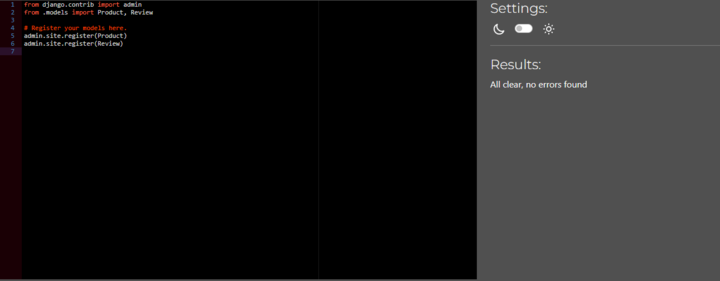 1 from django.contrib import admin
2 from .models import Product, Review
3
4 # Register your models here.
5 admin.site.register(Product)
6 admin.site.register(Review)
7
Settings:
Results:
All clear, no errors found